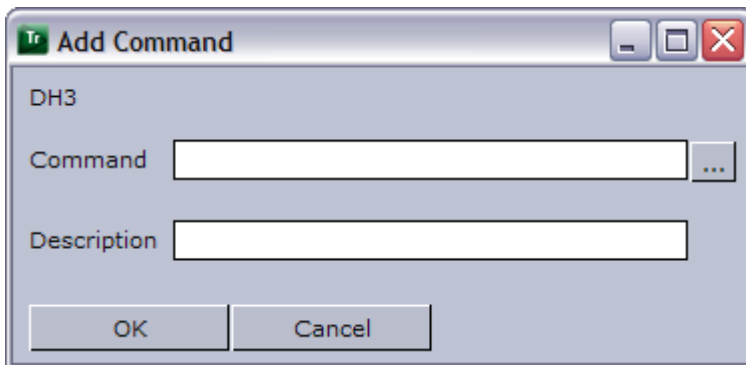 Tr Add Command
DH3
Command ...
Description
OK Cancel